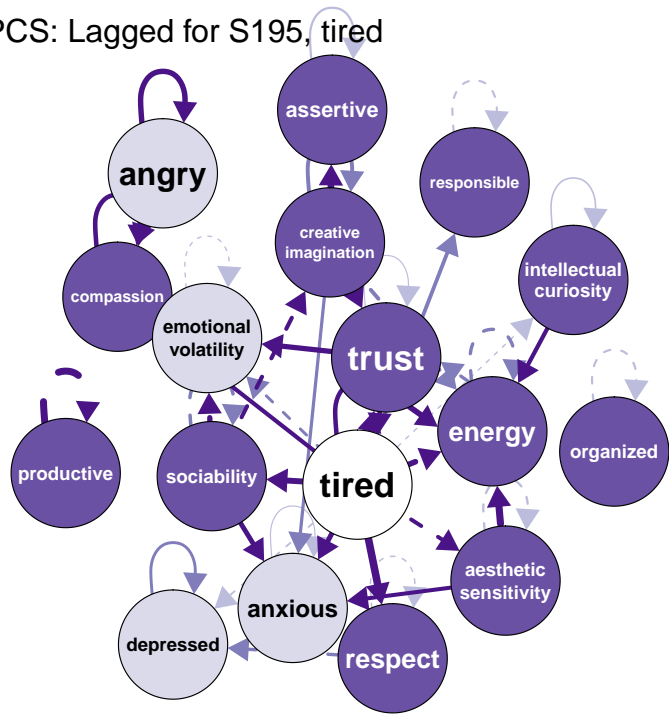 PCS: Lagged for S195, tired
assertive
angry
responsible
creative
imagination
intellectual
curiosity
compassion
emotional
volatility
trust
energy
organized
productive
sociability
tired
aesthetic
sensitivity
anxious
depressed
respect